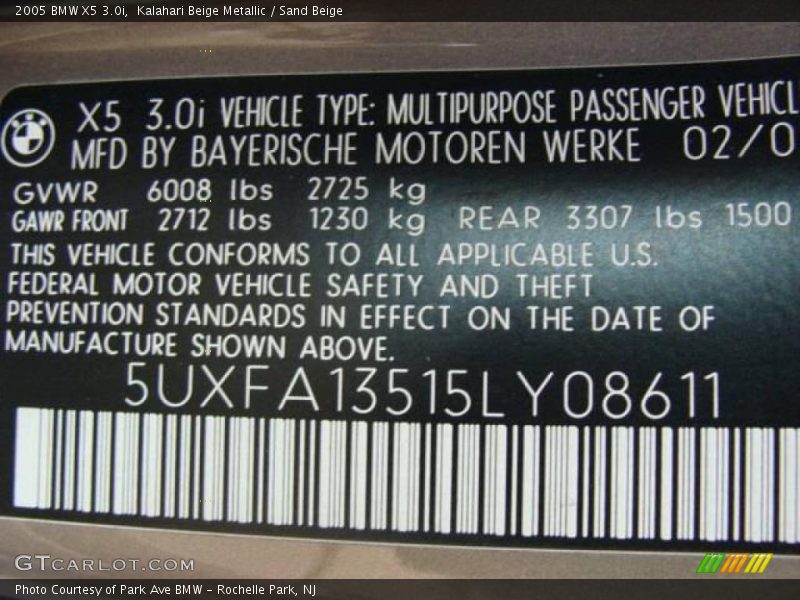 2005 BMW X5 3.0i,  Kalahari Beige Metallic / Sand Beige
X5 3.0i VEHICLE TYPE: MULTIPURPOSE PASSENGER VEHICL
MFD BY BAYERISCHE MOTOREN WERKE 02/0
GVWR 6008 lbs 2725 kg
GAWR FRONT 2712 lbs 1230 kg REAR 3307 lbs 1500
THIS VEHICLE CONFORMS TO ALL APPLICABLE U.S.
FEDERAL MOTOR VEHICLE SAFETY AND THEFT
PREVENTION STANDARDS IN EFFECT ON THE DATE OF
MANUFACTURE SHOWN ABOVE.
5UXFA13515LY08611
GTCARLOT.COM
Photo Courtesy of Park Ave BMW - Rochelle Park, NJ